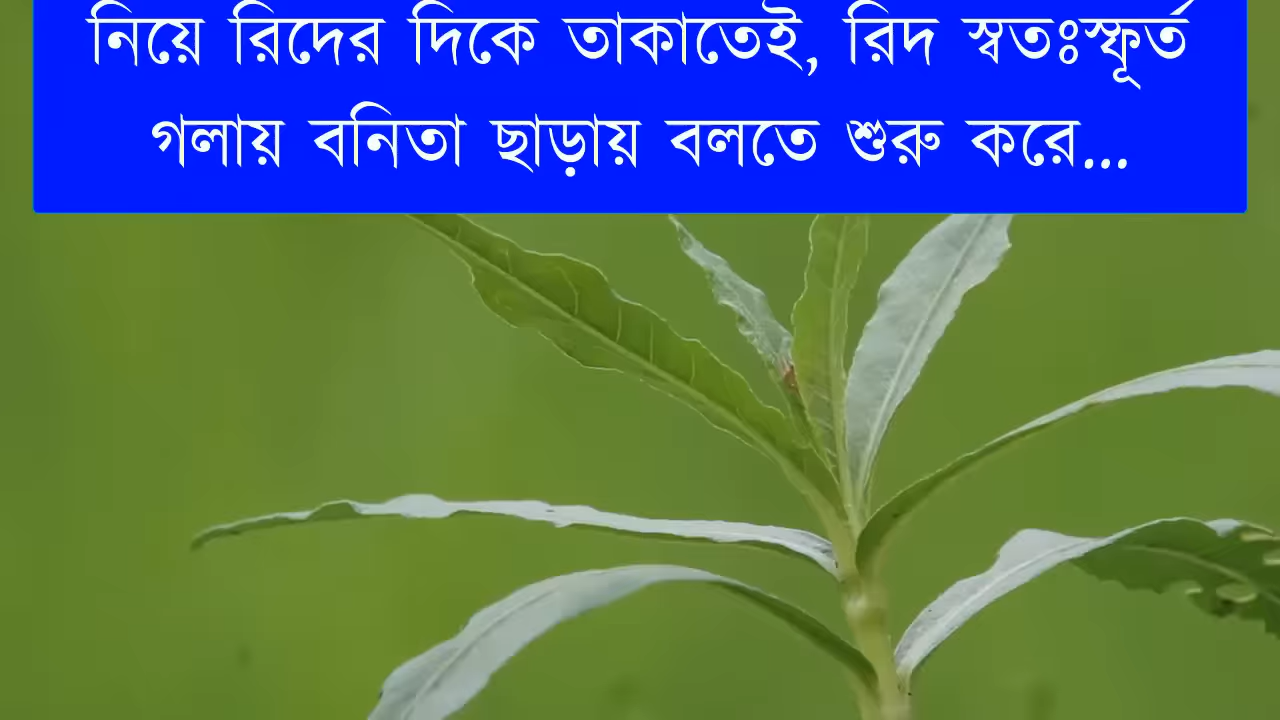 নিয়ে রিদের দিকে তাকাতেই, রিদ স্বতঃস্ফূর্ত
গলায় বনিতা ছাড়ায় বলতে শুরু করে...